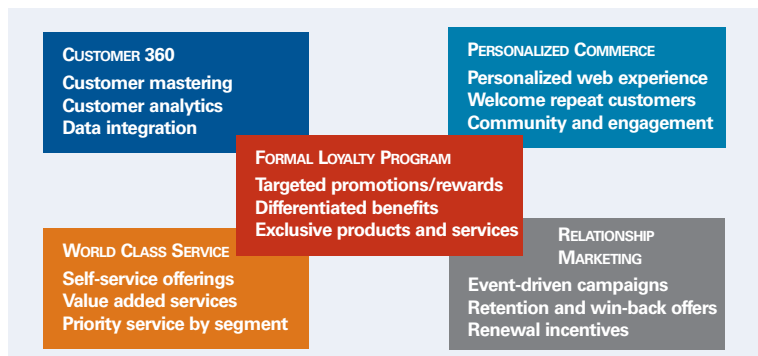 CUSTOMER 360
Customer mastering
Customer analytics
Data integration
PERSONALIZED COMMERCE
Personalized web experience
Welcome repeat customers
Community and engagement
FORMAL LOYALTY PROGRAM
Targeted promotions/rewards
Differentiated benefits
Exclusive products and services
WORLD CLASS SERVICE
Self-service offerings
Value added services
Priority service by segment
RELATIONSHIP
MARKETING
Event-driven campaigns
Retention and win-back offers
Renewal incentives